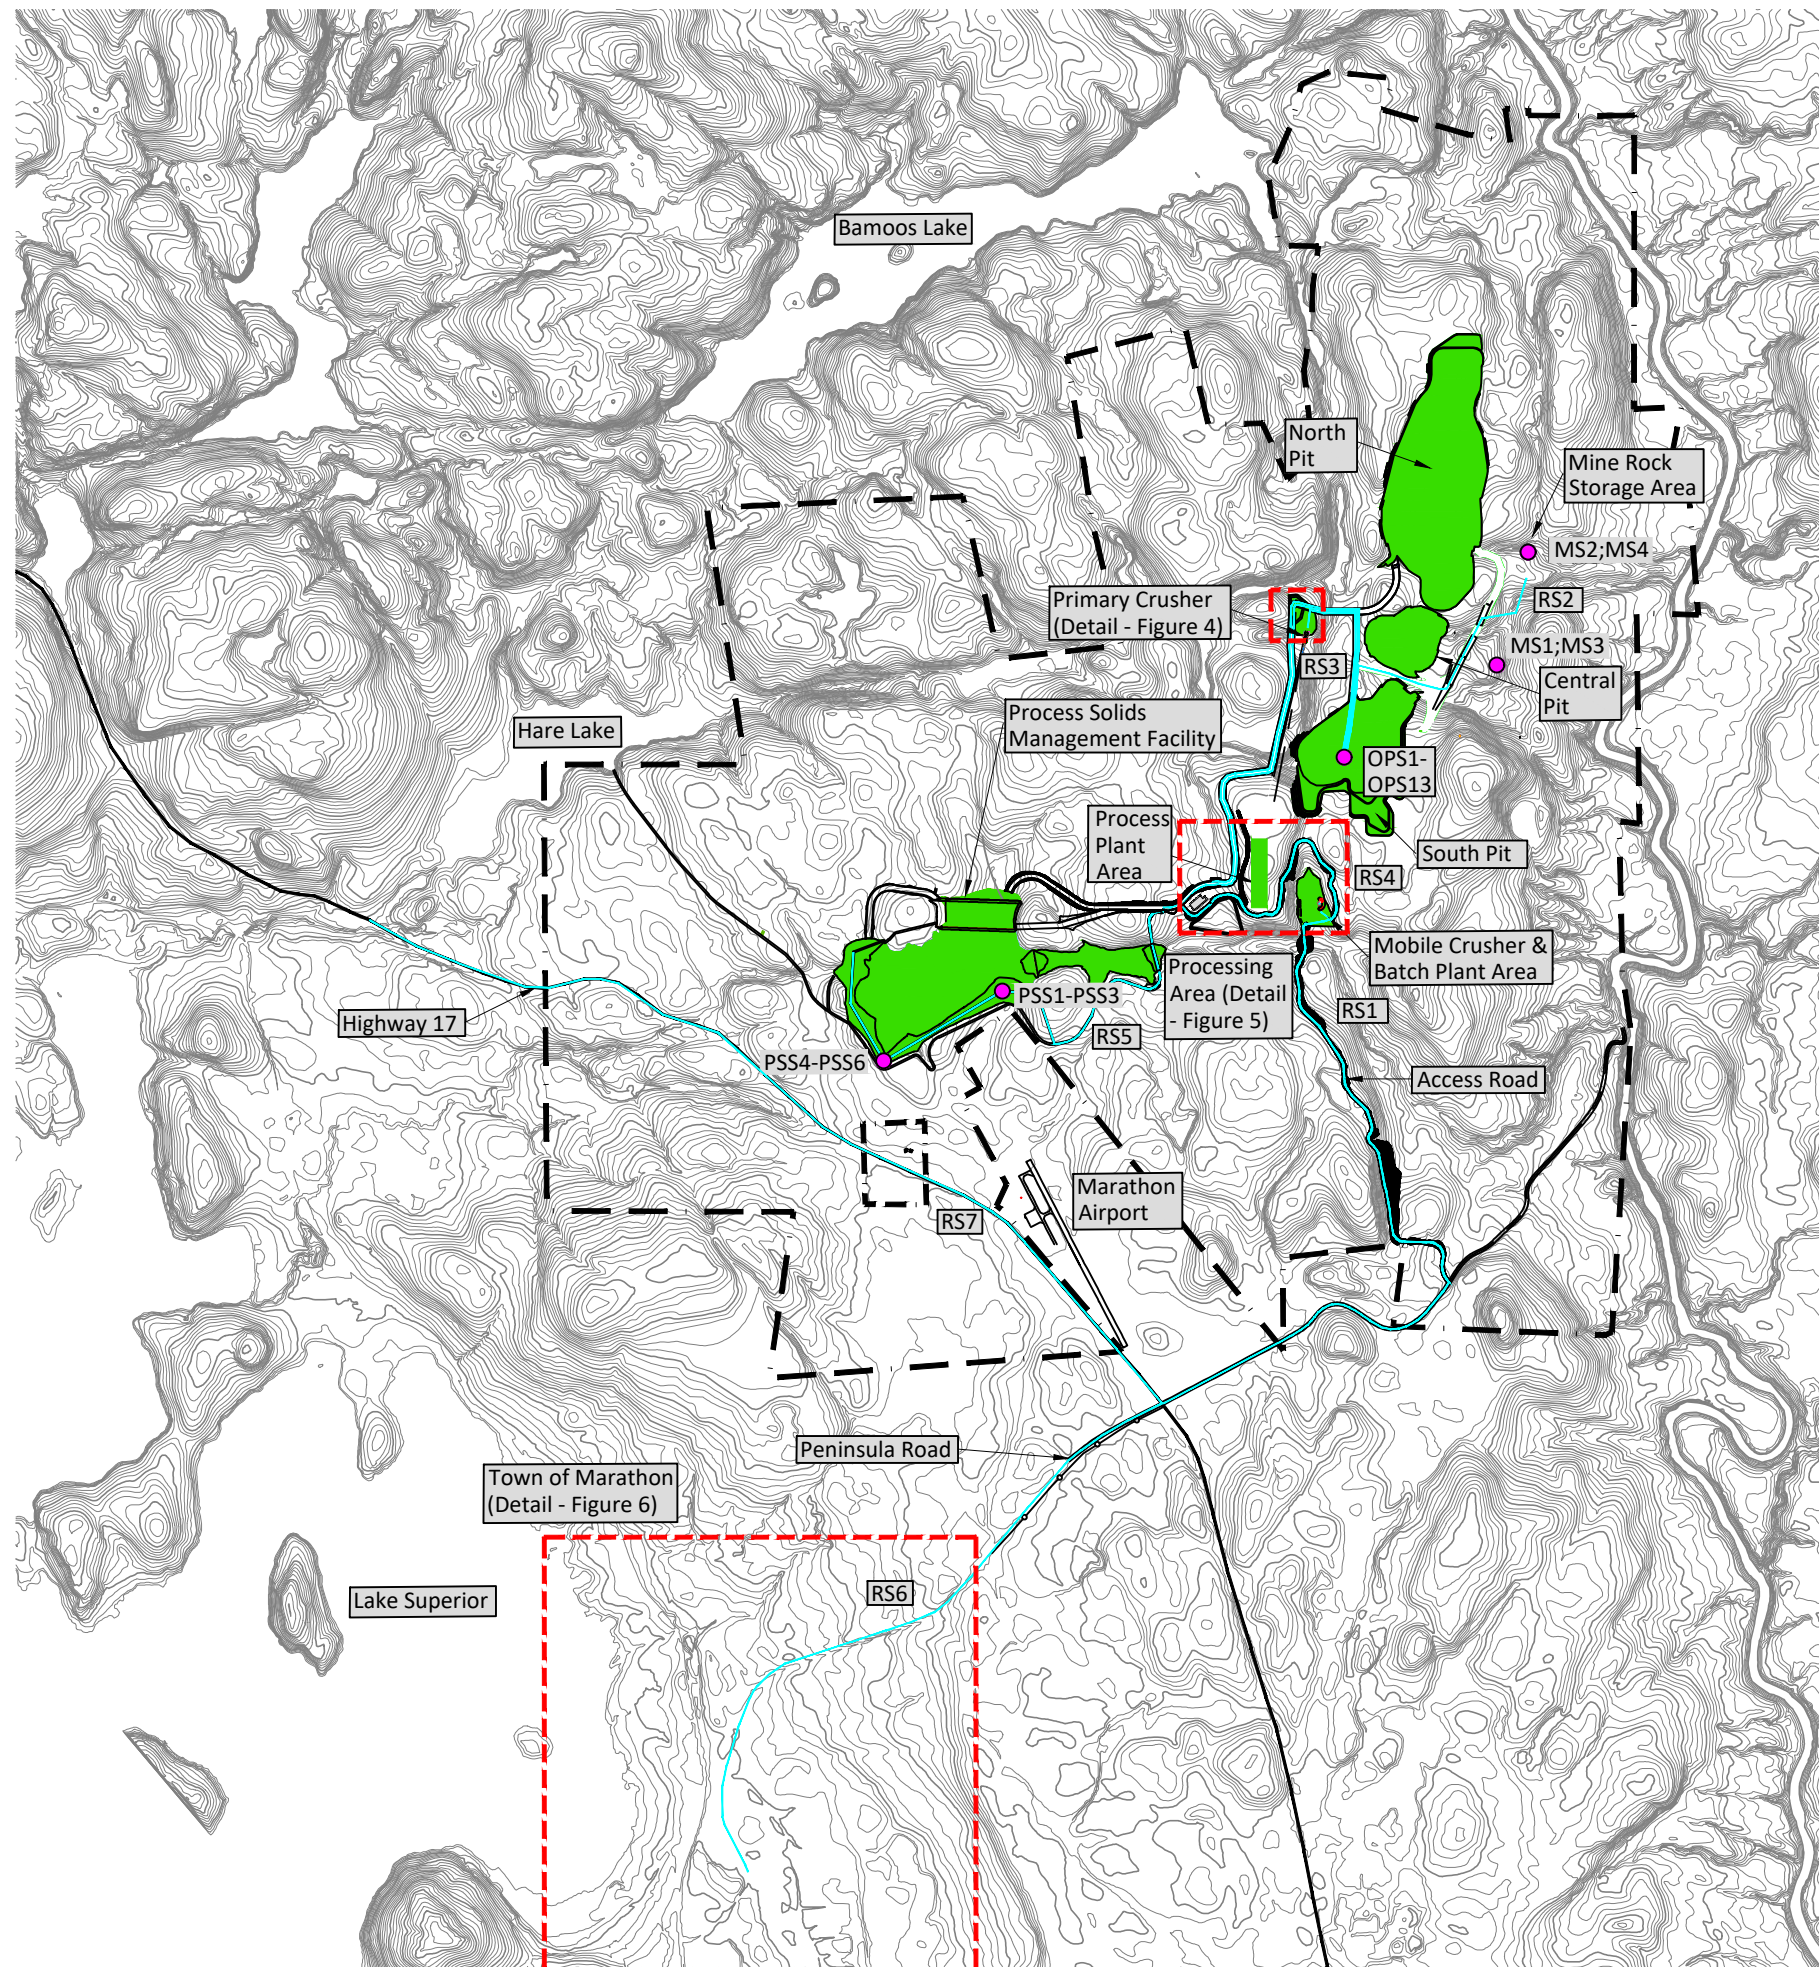 Bamoos Lake
North
Pit
Mine Rock
Storage Area
MS2;MS4
Primary Crusher
(Detail - Figure 4)
RS2
MS1;MS3
RS3
Central
Pit
Process Solids
Management Facility
Hare Lake
OPS1-
OPS13
Process
Plant
Area
South Pit
RS4
Mobile Crusher &
Batch Plant Area
Processing
Area (Detail
- Figure 5)
PSS1-PSS3
RS1
Highway 17
RS5
PSS4-PSS6
Access Road
Marathon
Airport
RS7
Peninsula Road
Town of Marathon
(Detail - Figure 6)
RS6
Lake Superior